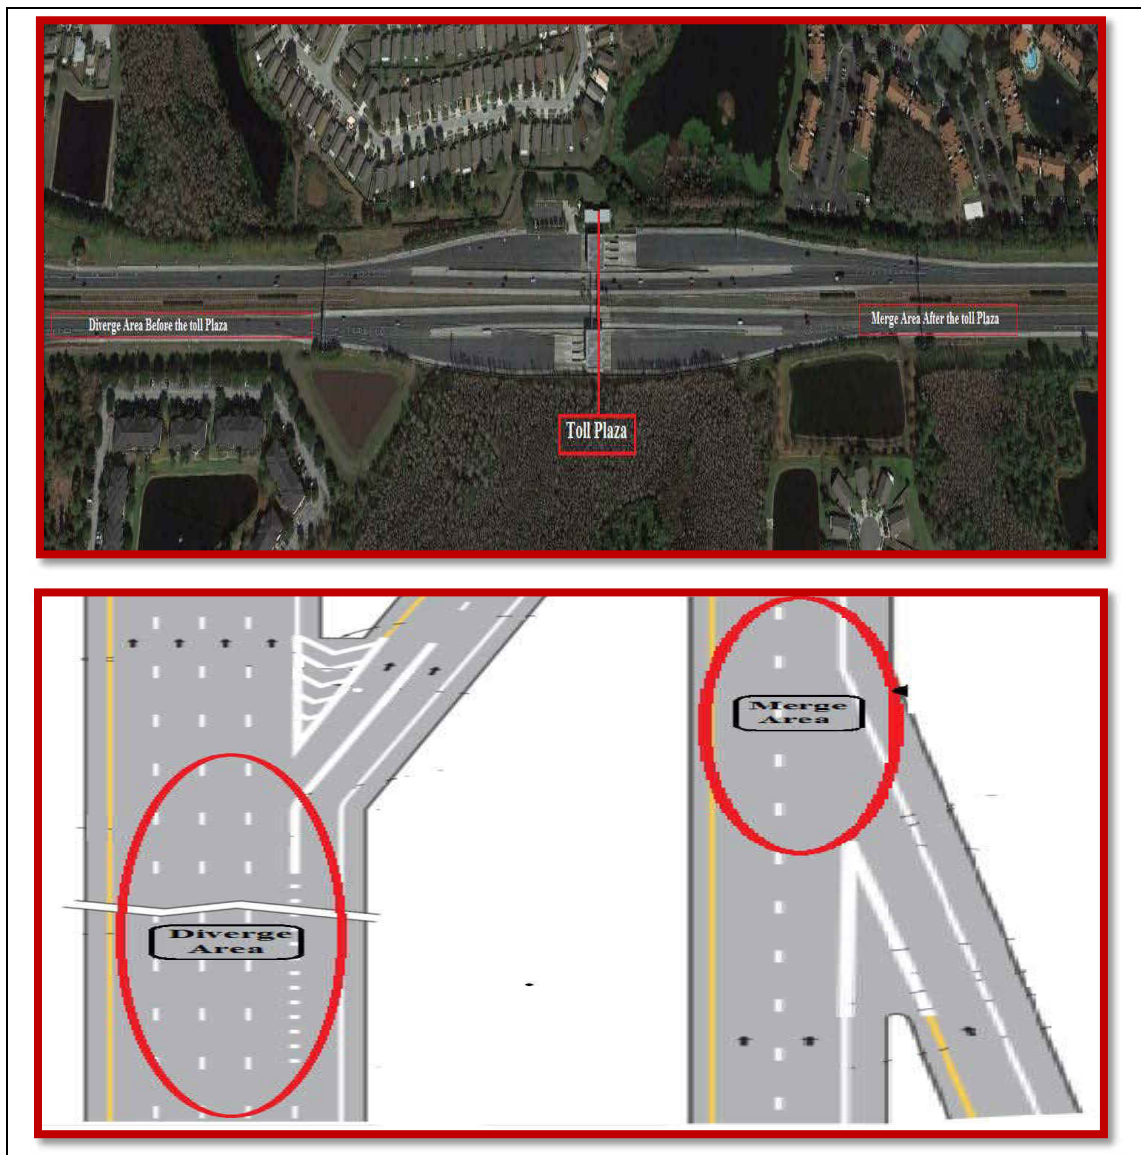 Diverge Area Before the toll Plaza
Merge Area After the toll Plaza
Toll Plaza
Diverge
Area
Merge
Area